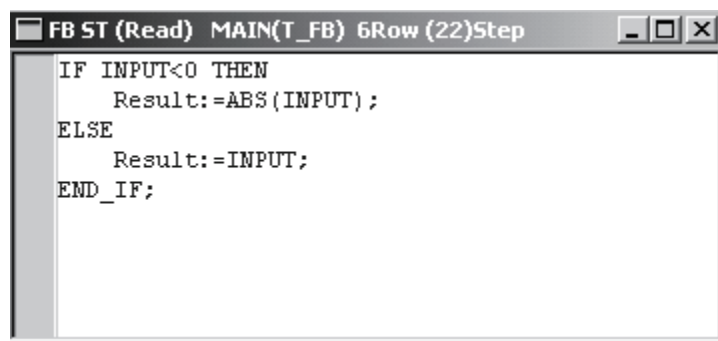 FB ST (Read) MAIN(T_FB) 6Row (22)Step
IF INPUT<0 THEN
    Result:=ABS(INPUT);
ELSE
    Result:=INPUT;
END_IF;